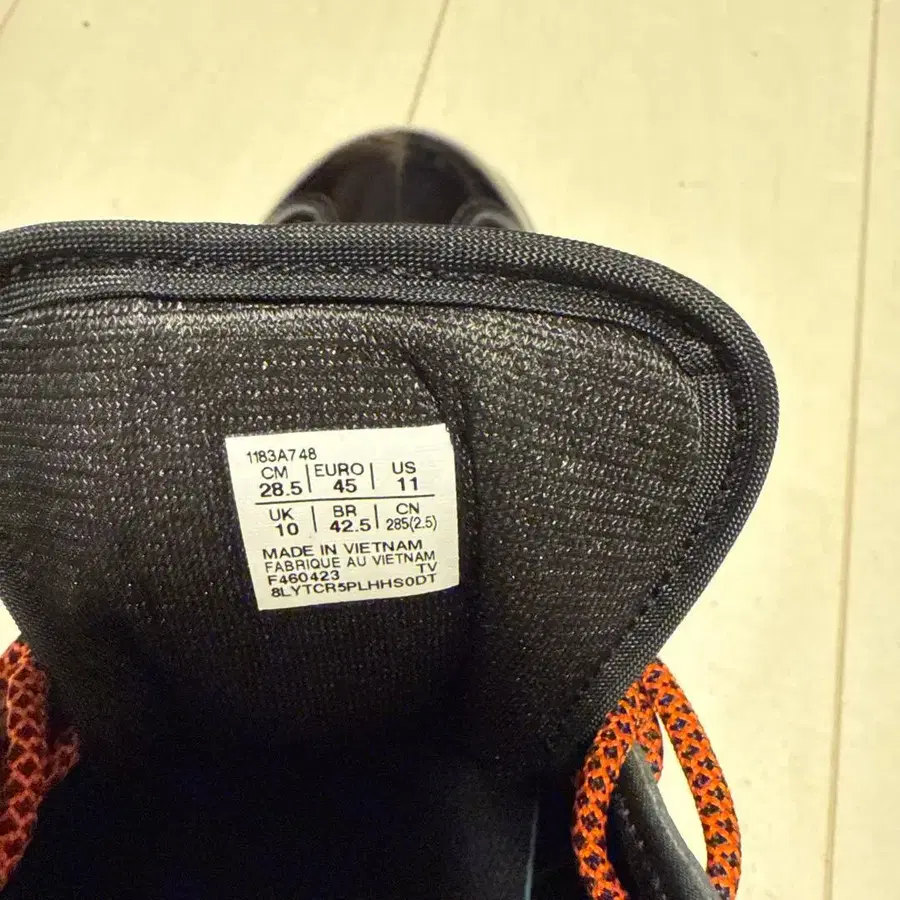 1183A748
CM EURO US
28.5 45 11
UK BR CN
10 42.5 285(2.5)
MADE IN VIETNAM
FABRIQUE AU VIETNAM
F460423 TV
8LYTCR5PLHHS0DT